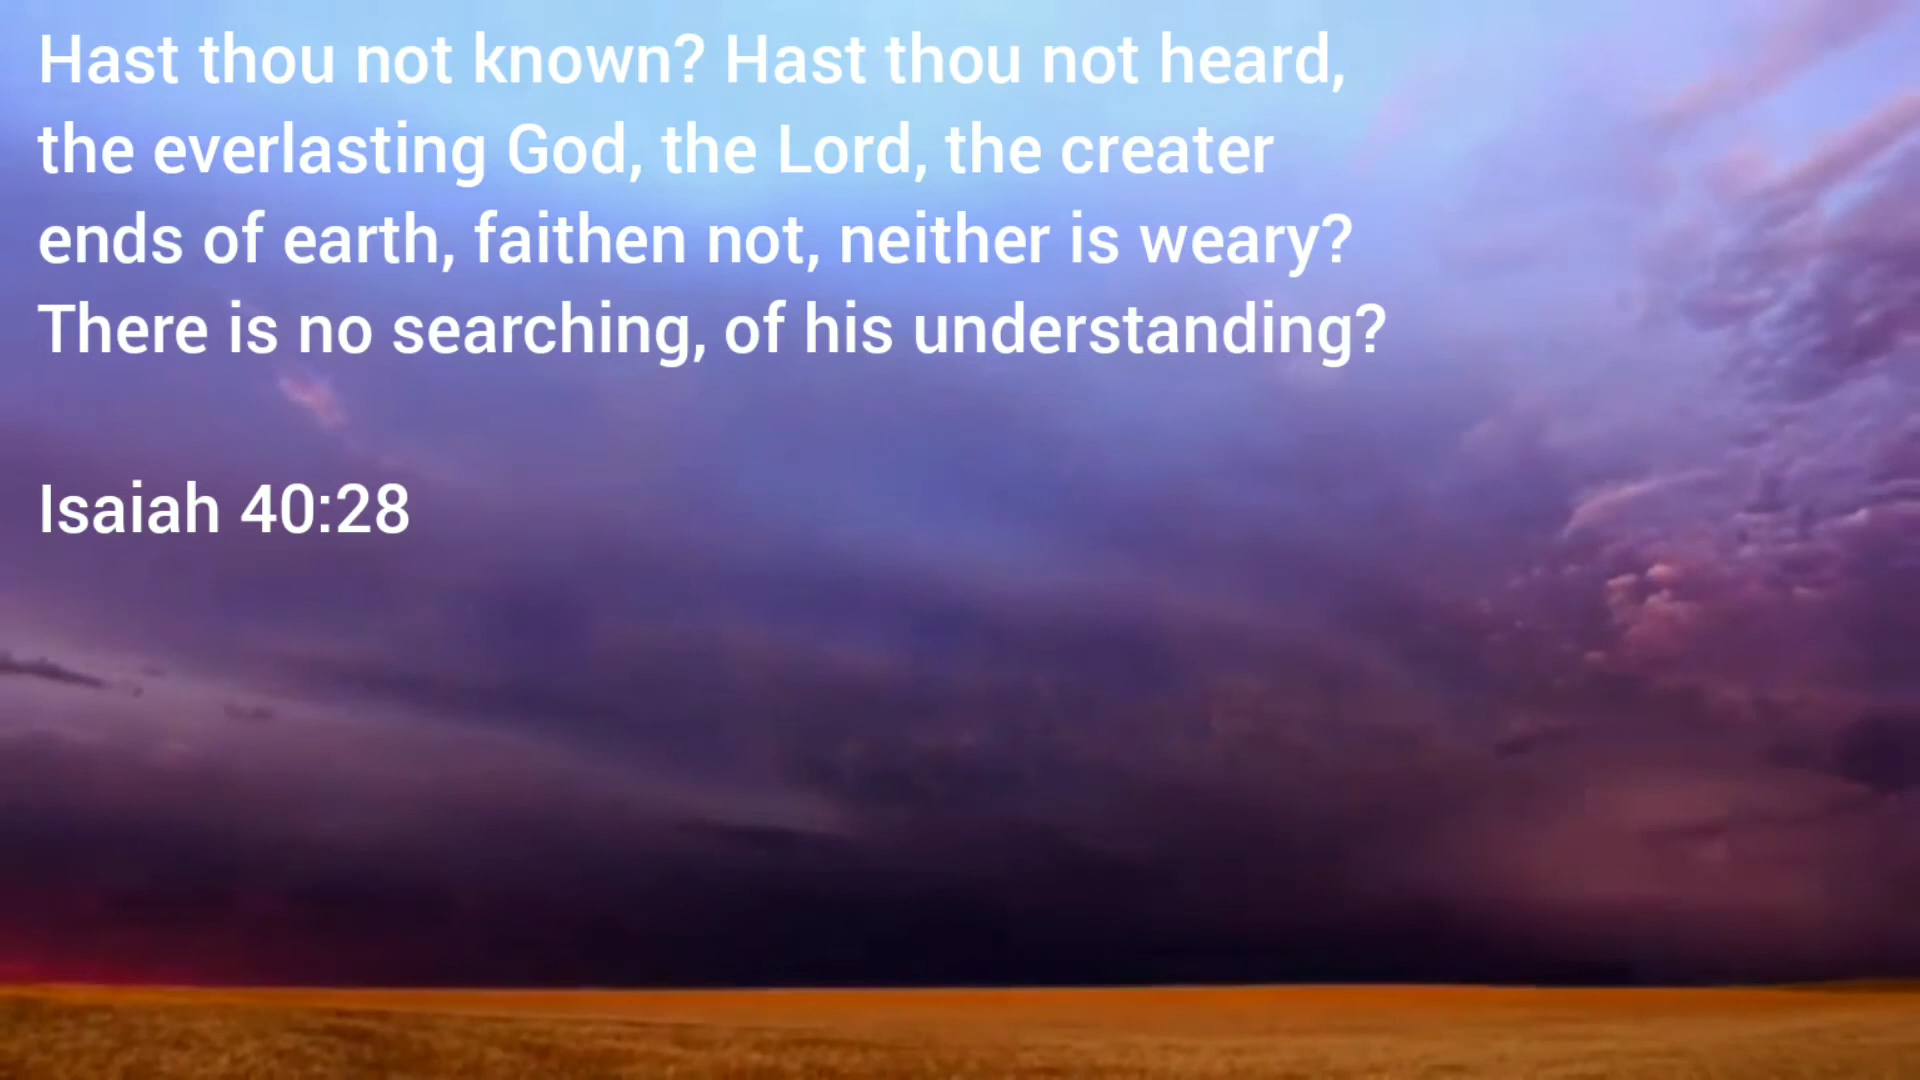 Hast thou not known? Hast thou not heard,
the everlasting God, the Lord, the creater
ends of earth, faithen not, neither is weary?
There is no searching, of his understanding?
Isaiah 40:28